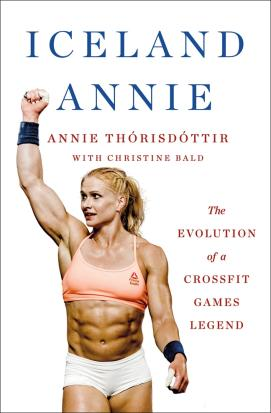 ICELAND
ANNIE
ANNIE THÓRISDÓTTIR
WITH CHRISTINE BALD
The
EVOLUTION
of a
CROSSFIT
GAMES
LEGEND